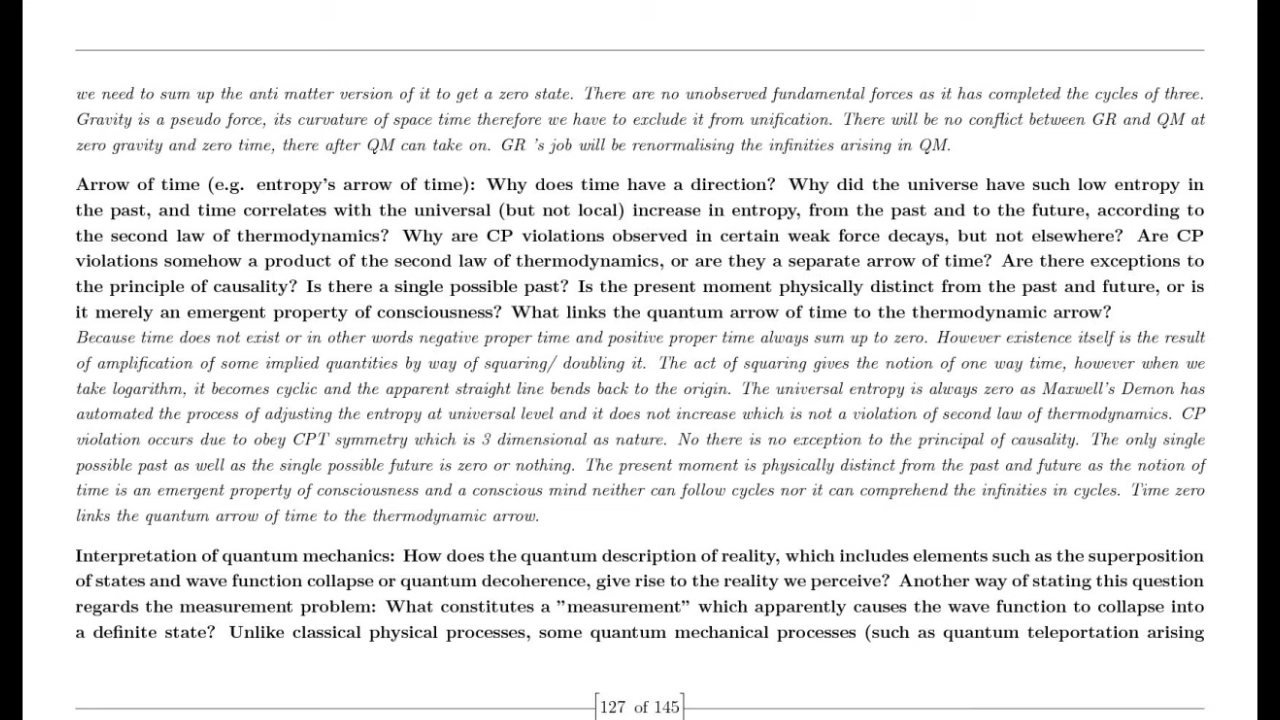 we need to sum up the anti matter version of it to get a zero state. There are no unobserved fundamental forces as it has completed the cycles of three.
Gravity is a pseudo force, its curvature of space time therefore we have to exclude it from unification. There will be no conflict between GR and QM at
zero gravity and zero time, there after QM can take on. GR 's job will be renormalising the infinities arising in QM.
Arrow of time (e.g. entropy's arrow of time): Why does time have a direction? Why did the universe have such low entropy in
the past, and time correlates with the universal (but not local) increase in entropy, from the past and to the future, according to
the second law of thermodynamics? Why are CP violations observed in certain weak force decays, but not elsewhere? Are CP
violations somehow a product of the second law of thermodynamics, or are they a separate arrow of time? Are there exceptions to
the principle of causality? Is there a single possible past? Is the present moment physically distinct from the past and future, or is
it merely an emergent property of consciousness? What links the quantum arrow of time to the thermodynamic arrow?
Because time does not exist or in other words negative proper time and positive proper time always sum up to zero. However existence itself is the result
of amplification of some implied quantities by way of squaring/ doubling it. The act of squaring gives the notion of one way time, however when we
take logarithm, it becomes cyclic and the apparent straight line bends back to the origin. The universal entropy is always zero as Maxwell's Demon has
automated the process of adjusting the entropy at universal level and it does not increase which is not a violation of second law of thermodynamics. CP
violation occurs due to obey CPT symmetry which is 3 dimensional as nature. No there is no exception to the principal of causality. The only single
possible past as well as the single possible future is zero or nothing. The present moment is physically distinct from the past and future as the notion of
time is an emergent property of consciousness and a conscious mind neither can follow cycles nor it can comprehend the infinities in cycles. Time zero
links the quantum arrow of time to the thermodynamic arrow.
Interpretation of quantum mechanics: How does the quantum description of reality, which includes elements such as the superposition
of states and wave function collapse or quantum decoherence, give rise to the reality we perceive? Another way of stating this question
regards the measurement problem: What constitutes a "measurement" which apparently causes the wave function to collapse into
a definite state? Unlike classical physical processes, some quantum mechanical processes (such as quantum teleportation arising
127 of 145